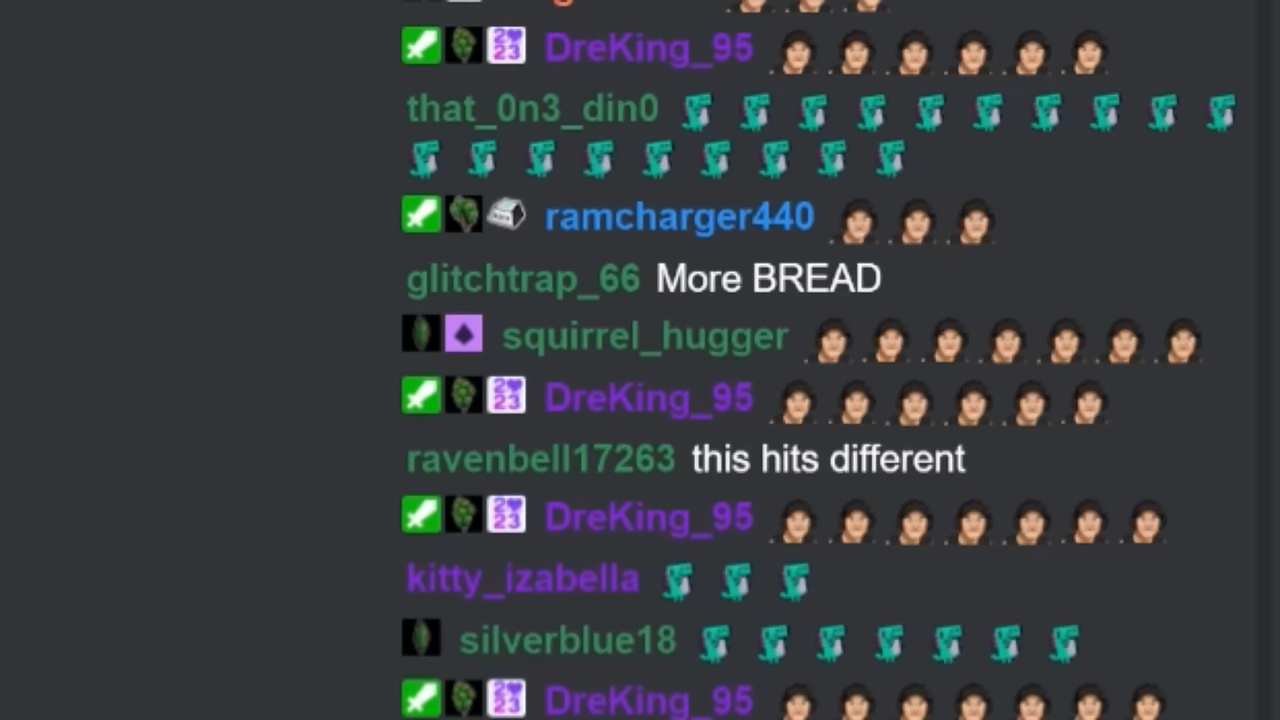 DreKing_95
that_0n3_din0
ramcharger440
glitchtrap_66 More BREAD
squirrel_hugger
DreKing_95
ravenbell17263 this hits different
DreKing_95
kitty_izabella
silverblue18
DreKing_95